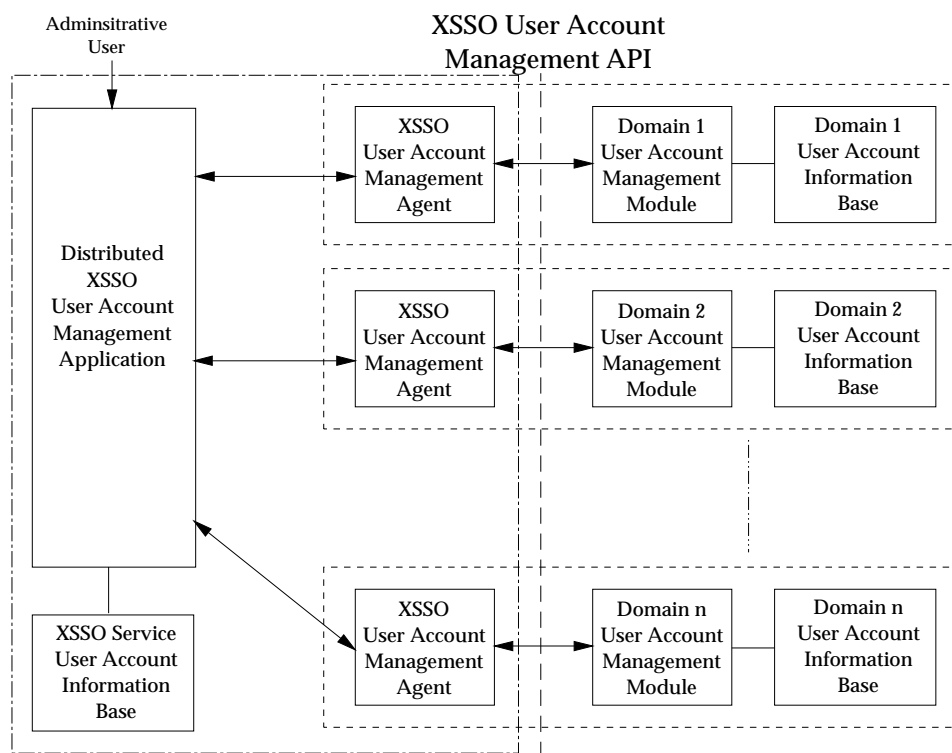 Adminsitrative
User
XSSO User Account
Management API
Distributed
XSSO
User Account
Management
Application
XSSO Service
User Account
Information
Base
XSSO
User Account
Management
Agent
Domain 1
User Account
Management
Module
Domain 1
User Account
Information
Base
XSSO
User Account
Management
Agent
Domain 2
User Account
Management
Module
Domain 2
User Account
Information
Base
XSSO
User Account
Management
Agent
Domain n
User Account
Management
Module
Domain n
User Account
Information
Base